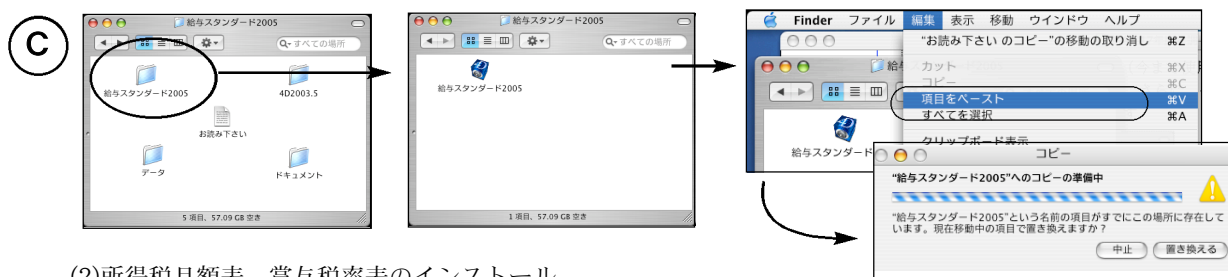 C
給与スタンダード2005
すべての場所
給与スタンダード2005
4D2003.5
お読み下さい
データ
ドキュメント
5 項目、57.09 GB 空き
給与スタンダード2005
すべての場所
給与スタンダード2005
1 項目、57.09 GB 空き
Finder ファイル 編集 表示 移動 ウインドウ ヘルプ
"お読み下さい のコピー"の移動の取り消し ⌘Z
カット ⌘X
コピー ⌘C
項目をペースト ⌘V
すべてを選択 ⌘A
クリップボード表示
給与スタンダード
コピー
"給与スタンダード2005"へのコピーの準備中
"給与スタンダード2005"という名前の項目がすでにこの場所に存在して
います。現在移動中の項目で置き換えますか？
中止 置き換える
(2)所得税月額表、賞与税率表のインストール